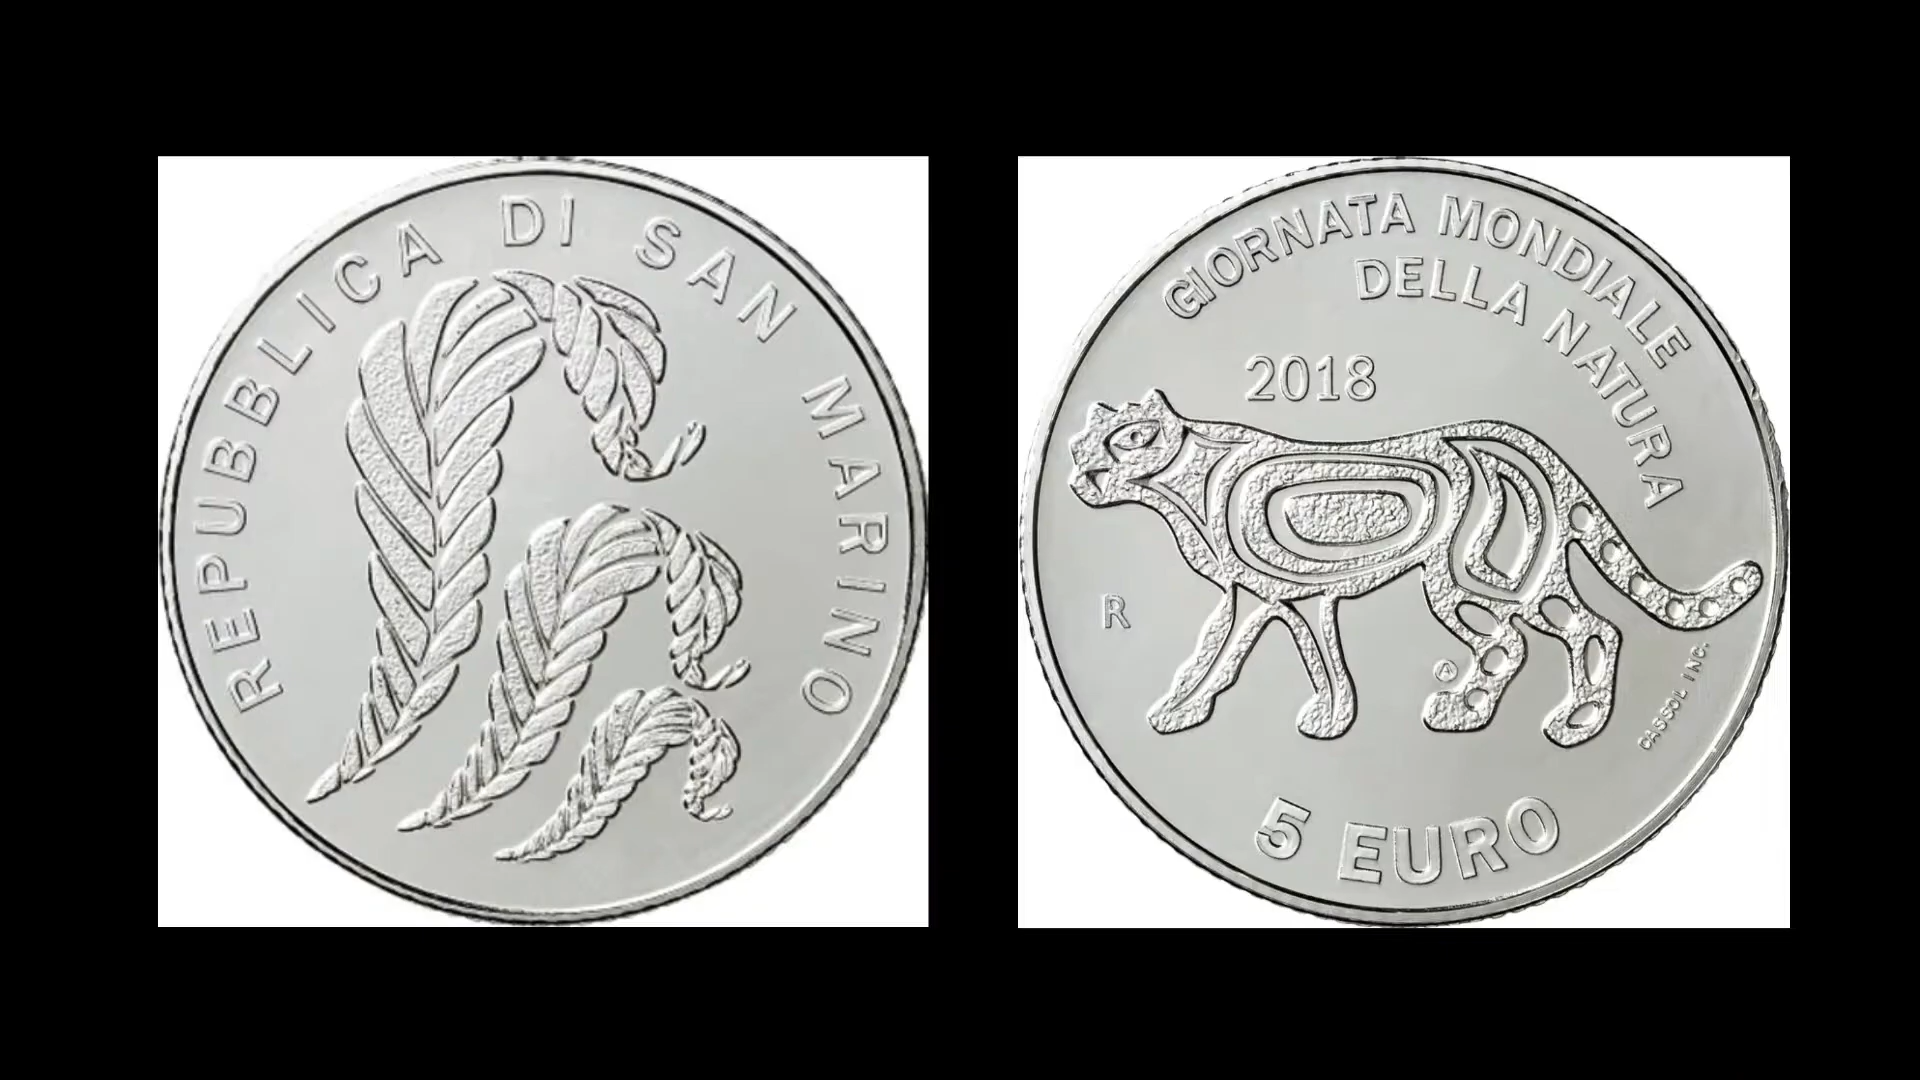 REPUBBLICA DI SAN MARINO
GIORNATA MONDIALE
DELLA NATURA
2018
R
A
CASSOL INC.
5 EURO